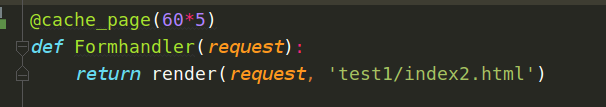 @cache_page(60*5)
def Formhandler(request):
    return render(request, 'test1/index2.html')